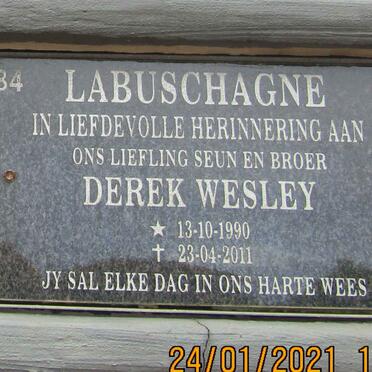 34 LABUSCHAGNE
IN LIEFDEVOLLE HERINNERING AAN
ONS LIEFLING SEUN EN BROER
DEREK WESLEY
★ 13-10-1990
✝ 23-04-2011
JY SAL ELKE DAG IN ONS HARTE WEES
24/01/2021 1